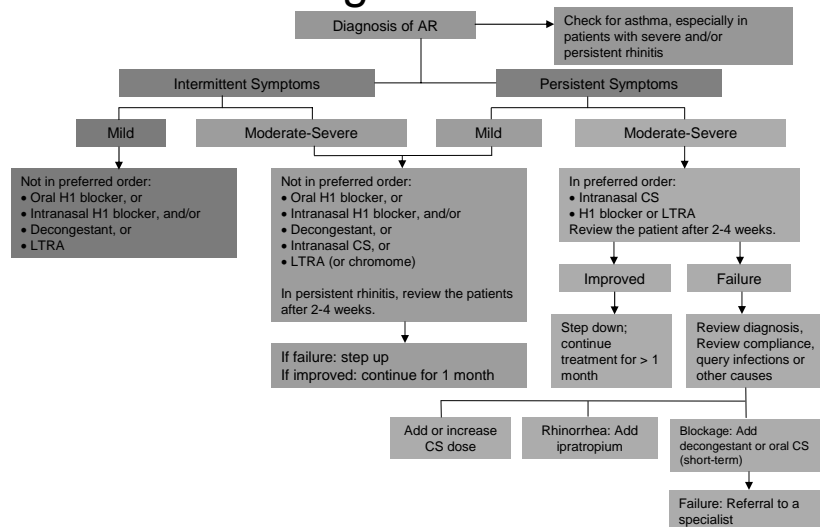 Diagnosis of AR
Check for asthma, especially in
patients with severe and/or
persistent rhinitis
Intermittent Symptoms
Persistent Symptoms
Mild
Moderate-Severe
Mild
Moderate-Severe
Not in preferred order:
• Oral H1 blocker, or
• Intranasal H1 blocker, and/or
• Decongestant, or
• LTRA
Not in preferred order:
• Oral H1 blocker, or
• Intranasal H1 blocker, and/or
• Decongestant, or
• Intranasal CS, or
• LTRA (or chromome)
In persistent rhinitis, review the patients
after 2-4 weeks.
In preferred order:
• Intranasal CS
• H1 blocker or LTRA
Review the patient after 2-4 weeks.
Improved
Failure
If failure: step up
If improved: continue for 1 month
Step down;
continue
treatment for > 1
month
Review diagnosis,
Review compliance,
query infections or
other causes
Add or increase
CS dose
Rhinorrhea: Add
ipratropium
Blockage: Add
decongestant or oral CS
(short-term)
Failure: Referral to a
specialist